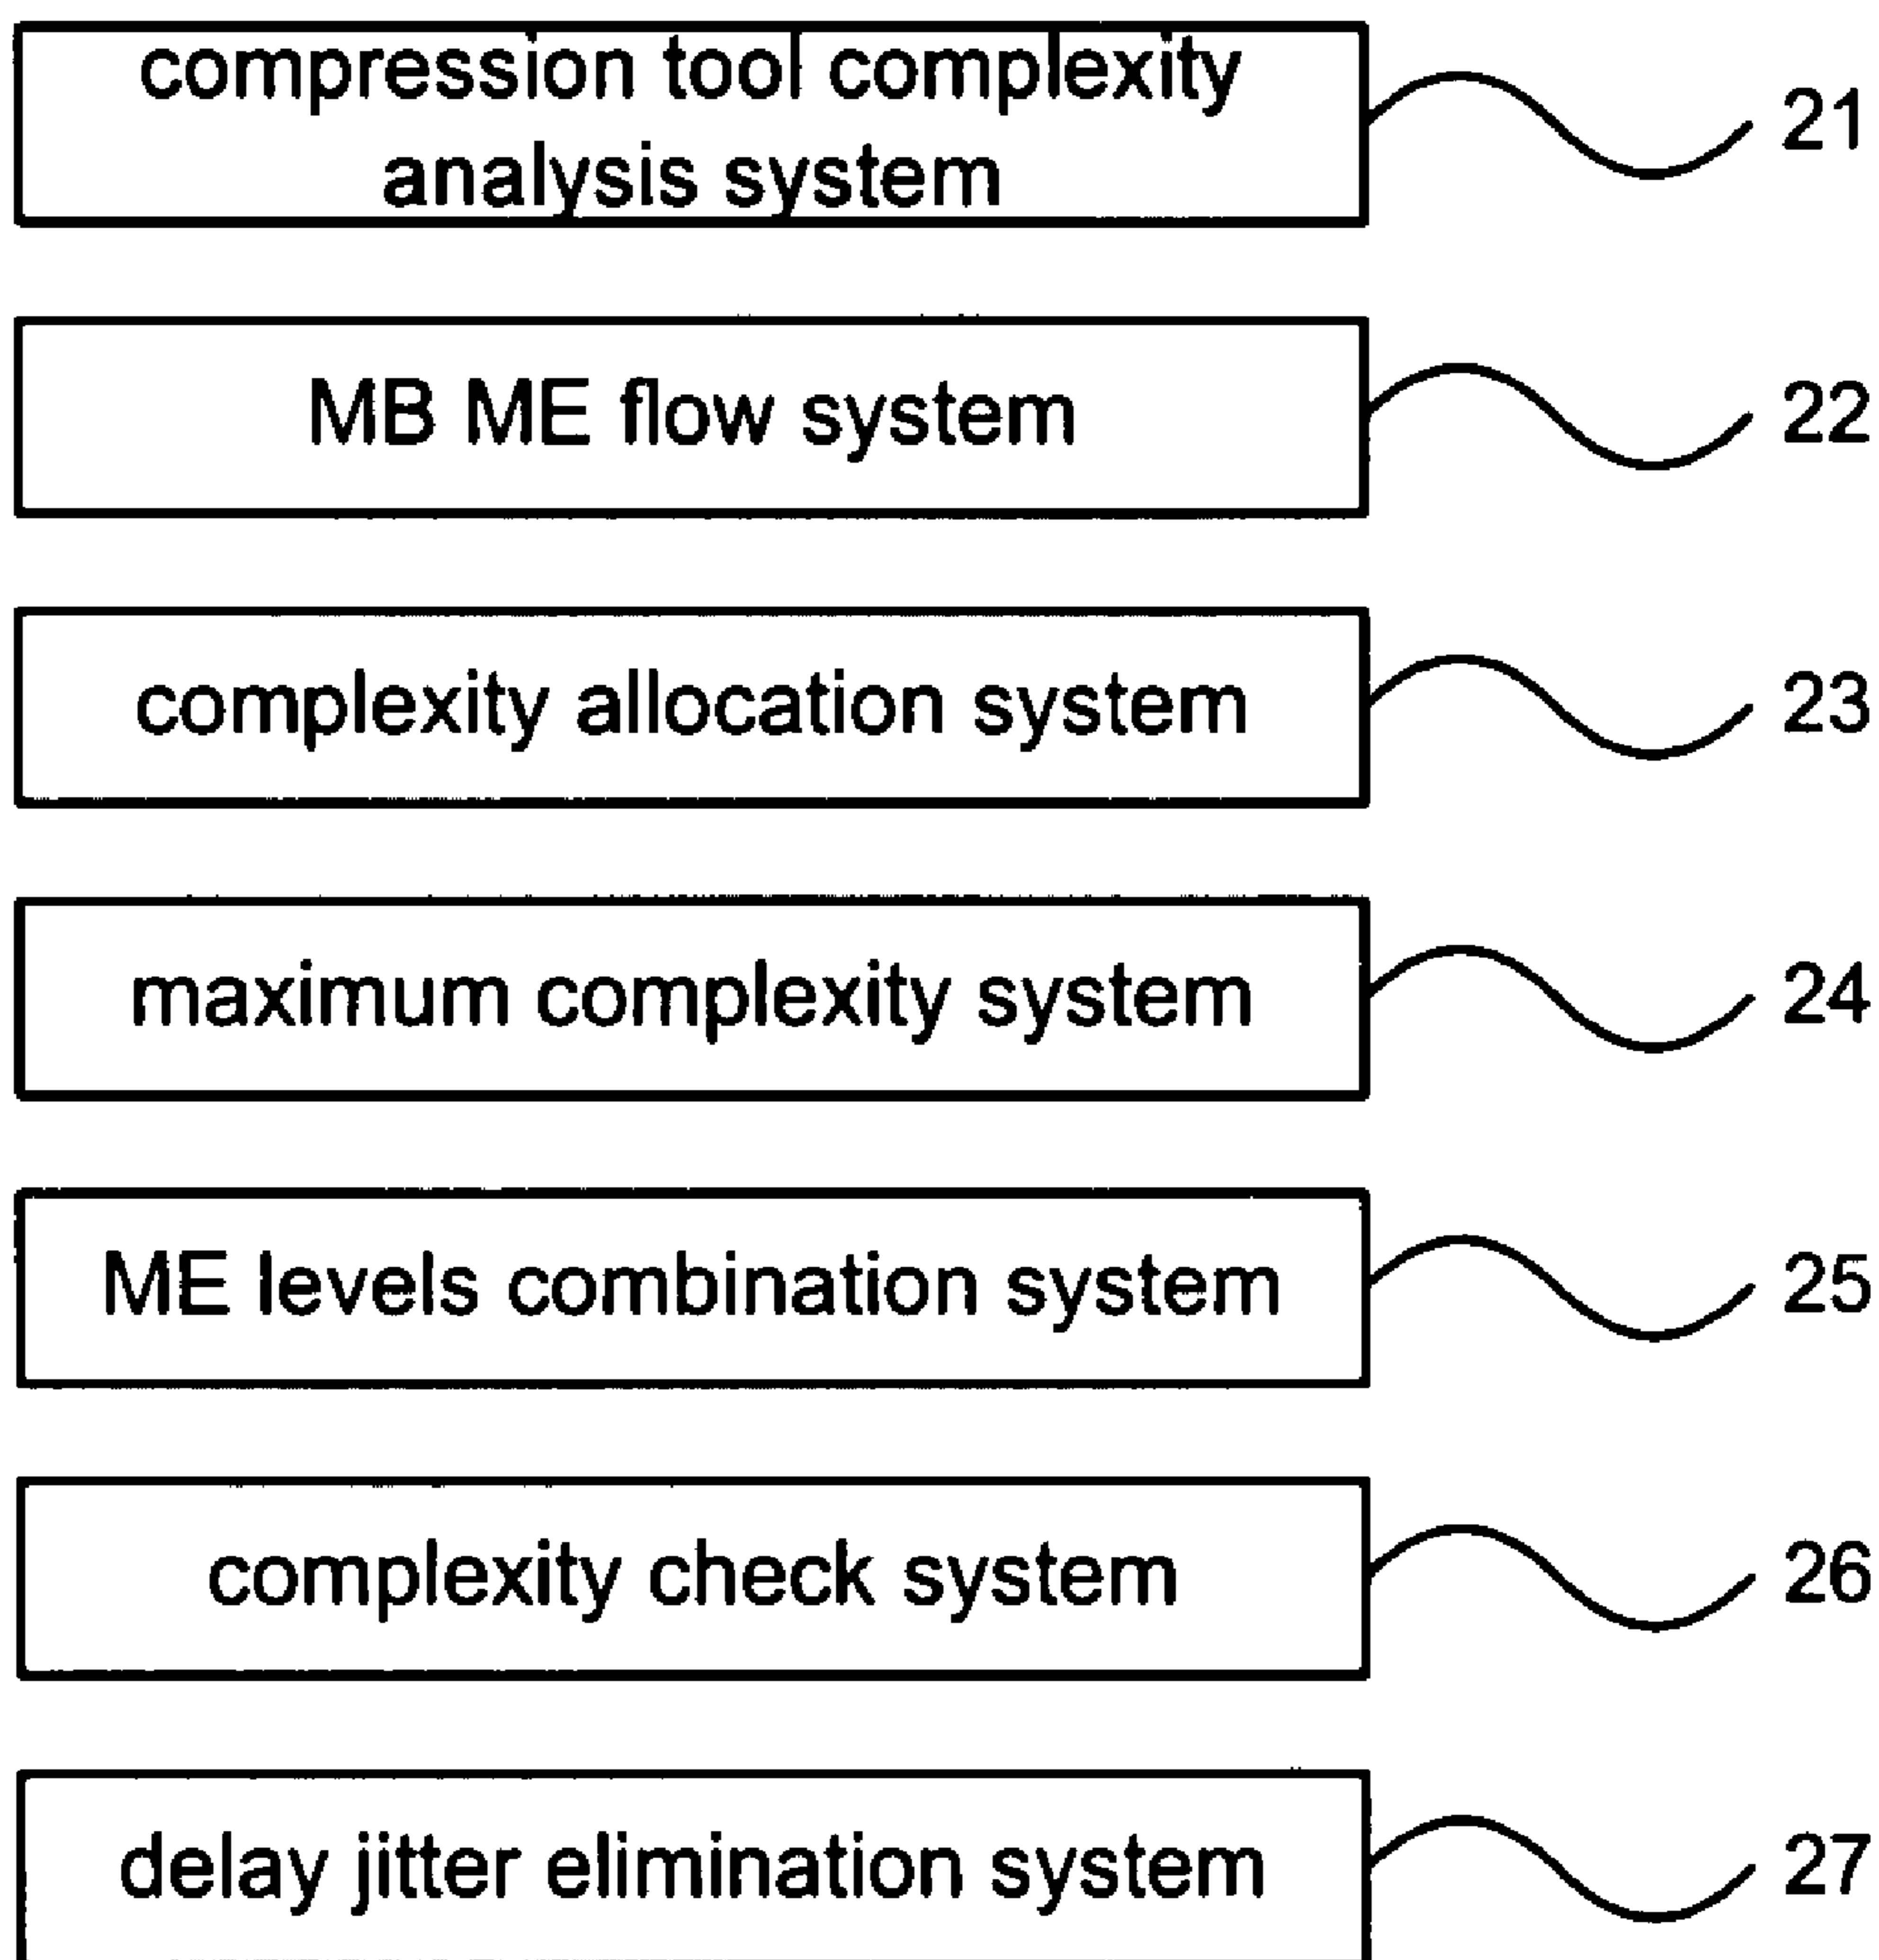 compression tool complexity
analysis system
21
MB ME flow system
22
complexity allocation system
23
maximum complexity system
24
ME levels combination system
25
complexity check system
26
delay jitter elimination system
27